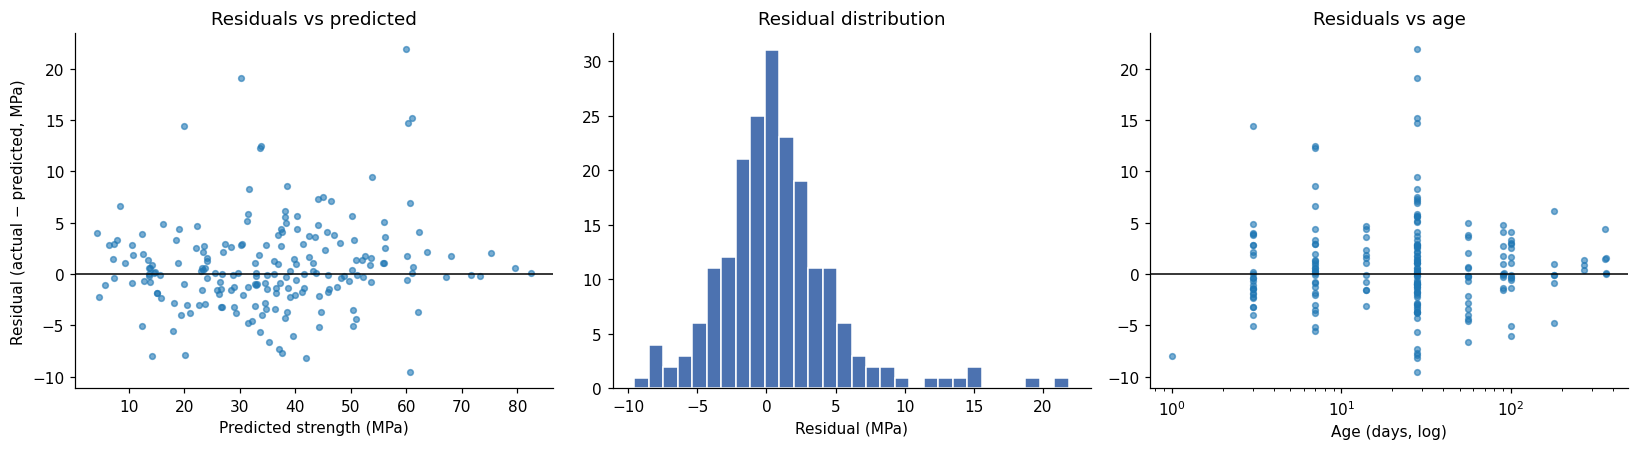 Residuals vs predicted
20
15
10
5
0
−5
−10
Residual (actual − predicted, MPa)
10 20 30 40 50 60 70 80
Predicted strength (MPa)
Residual distribution
30
25
20
15
10
5
0
−10 −5 0 5 10 15 20
Residual (MPa)
Residuals vs age
20
15
10
5
0
−5
−10
10⁰ 10¹ 10²
Age (days, log)